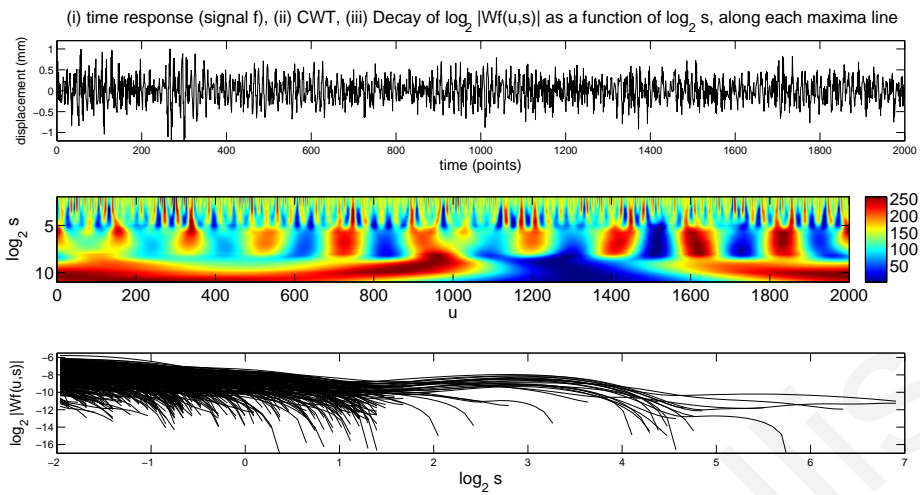 (i) time response (signal f), (ii) CWT, (iii) Decay of log2 |Wf(u,s)| as a function of log2 s, along each maxima line
displacement (mm)
1
0.5
0
−0.5
−1
0 200 400 600 800 1000 1200 1400 1600 1800 2000
time (points)
log2 s
5
10
0 200 400 600 800 1000 1200 1400 1600 1800 2000
u
250
200
150
100
50
log2 |Wf(u,s)|
−6
−8
−10
−12
−14
−16
−2 −1 0 1 2 3 4 5 6 7
log2 s